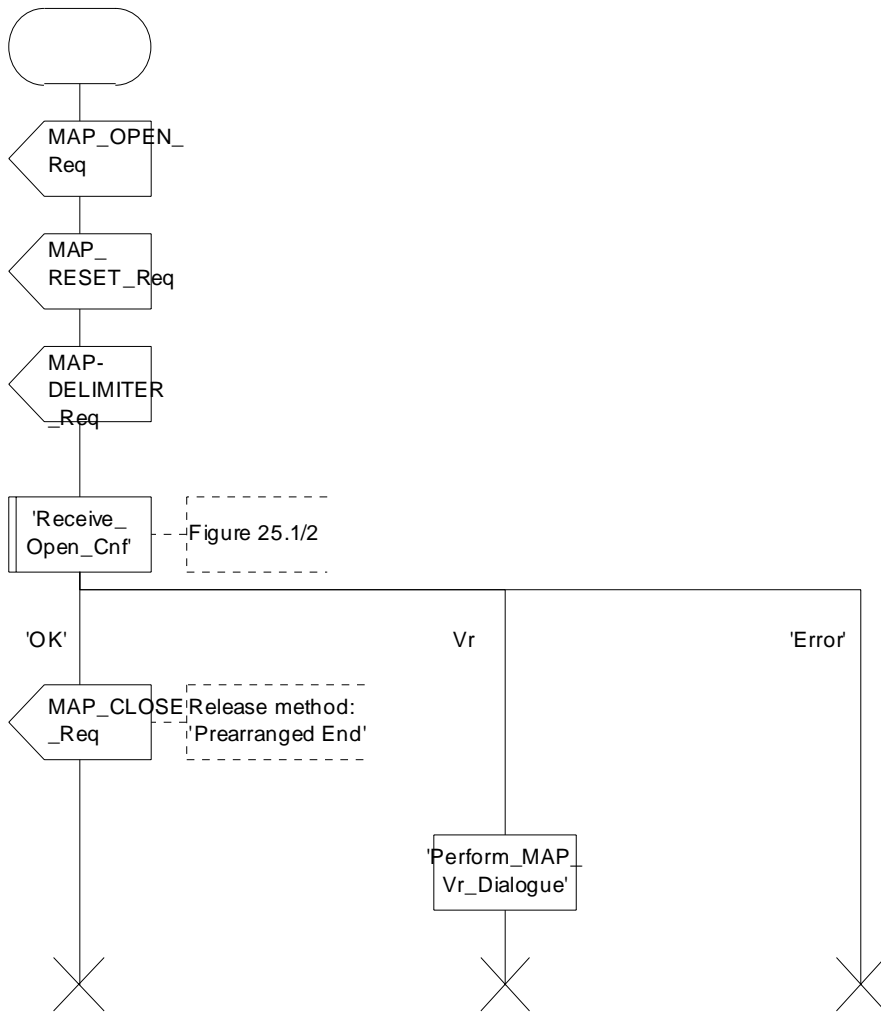 MAP_OPEN_
Req
MAP_
RESET_Req
MAP-
DELIMITER
_Req
'Receive_
Open_Cnf'
Figure 25.1/2
'OK'
Vr
'Error'
MAP_CLOSE
_Req
Release method:
'Prearranged End'
'Perform_MAP_
Vr_Dialogue'